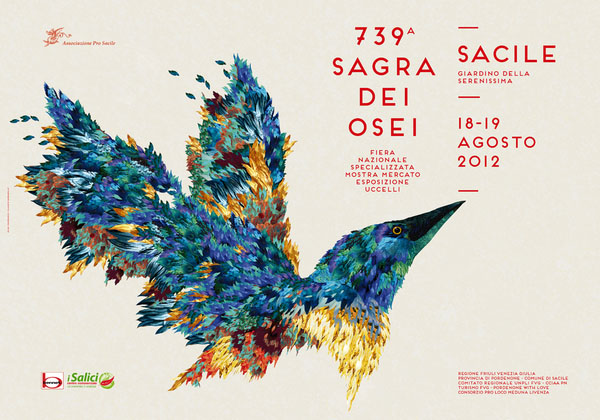 Associazione Pro Sacile
739A
SAGRA
DEI
OSEI
FIERA
NAZIONALE
SPECIALIZZATA
MOSTRA MERCATO
ESPOSIZIONE
UCCELLI
SACILE
GIARDINO DELLA
SERENISSIMA
18-19
AGOSTO
2012
i Salici
REGIONE FRIULI VENEZIA GIULIA
PROVINCIA DI PORDENONE - COMUNE DI SACILE
COMITATO REGIONALE UNPLI FVG - CCIAA PN
TURISMO FVG - PORDENONE WITH LOVE
CONSORZIO PRO LOCO MEDUNA LIVENZA